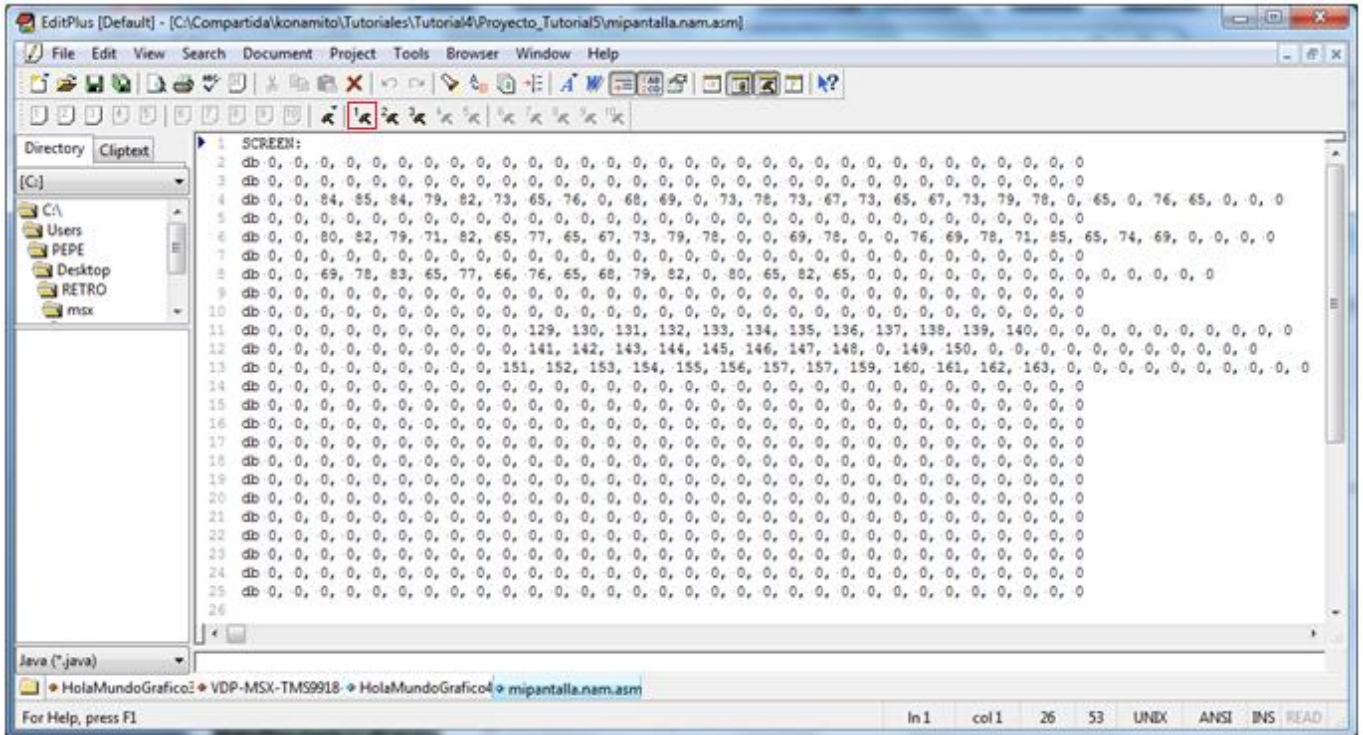 EditPlus [Default] - [C:\Compartida\konamito\Tutoriales\Tutorial4\Proyecto_Tutorial5\mipantalla.nam.asm]
File Edit View Search Document Project Tools Browser Window Help
Directory Cliptext
[C:]
C:\
Users
PEPE
Desktop
RETRO
msx
1 SCREEN:
2 db 0, 0, 0, 0, 0, 0, 0, 0, 0, 0, 0, 0, 0, 0, 0, 0, 0, 0, 0, 0, 0, 0, 0, 0, 0, 0, 0, 0, 0, 0, 0, 0
3 db 0, 0, 0, 0, 0, 0, 0, 0, 0, 0, 0, 0, 0, 0, 0, 0, 0, 0, 0, 0, 0, 0, 0, 0, 0, 0, 0, 0, 0, 0, 0, 0
4 db 0, 0, 84, 85, 84, 79, 82, 73, 65, 76, 0, 68, 69, 0, 73, 78, 73, 67, 73, 65, 67, 73, 79, 78, 0, 65, 0, 76, 65, 0, 0, 0
5 db 0, 0, 0, 0, 0, 0, 0, 0, 0, 0, 0, 0, 0, 0, 0, 0, 0, 0, 0, 0, 0, 0, 0, 0, 0, 0, 0, 0, 0, 0, 0, 0
6 db 0, 0, 80, 82, 79, 71, 82, 65, 77, 65, 67, 73, 79, 78, 0, 0, 69, 78, 0, 0, 76, 69, 78, 71, 85, 65, 74, 69, 0, 0, 0, 0
7 db 0, 0, 0, 0, 0, 0, 0, 0, 0, 0, 0, 0, 0, 0, 0, 0, 0, 0, 0, 0, 0, 0, 0, 0, 0, 0, 0, 0, 0, 0, 0, 0
8 db 0, 0, 69, 78, 83, 65, 77, 66, 76, 65, 68, 79, 82, 0, 80, 65, 82, 65, 0, 0, 0, 0, 0, 0, 0, 0, 0, 0, 0, 0, 0, 0
9 db 0, 0, 0, 0, 0, 0, 0, 0, 0, 0, 0, 0, 0, 0, 0, 0, 0, 0, 0, 0, 0, 0, 0, 0, 0, 0, 0, 0, 0, 0, 0, 0
10 db 0, 0, 0, 0, 0, 0, 0, 0, 0, 0, 0, 0, 0, 0, 0, 0, 0, 0, 0, 0, 0, 0, 0, 0, 0, 0, 0, 0, 0, 0, 0, 0
11 db 0, 0, 0, 0, 0, 0, 0, 0, 0, 0, 129, 130, 131, 132, 133, 134, 135, 136, 137, 138, 139, 140, 0, 0, 0, 0, 0, 0, 0, 0, 0, 0
12 db 0, 0, 0, 0, 0, 0, 0, 0, 0, 0, 141, 142, 143, 144, 145, 146, 147, 148, 0, 149, 150, 0, 0, 0, 0, 0, 0, 0, 0, 0, 0, 0
13 db 0, 0, 0, 0, 0, 0, 0, 0, 0, 151, 152, 153, 154, 155, 156, 157, 157, 159, 160, 161, 162, 163, 0, 0, 0, 0, 0, 0, 0, 0, 0, 0
14 db 0, 0, 0, 0, 0, 0, 0, 0, 0, 0, 0, 0, 0, 0, 0, 0, 0, 0, 0, 0, 0, 0, 0, 0, 0, 0, 0, 0, 0, 0, 0, 0
15 db 0, 0, 0, 0, 0, 0, 0, 0, 0, 0, 0, 0, 0, 0, 0, 0, 0, 0, 0, 0, 0, 0, 0, 0, 0, 0, 0, 0, 0, 0, 0, 0
16 db 0, 0, 0, 0, 0, 0, 0, 0, 0, 0, 0, 0, 0, 0, 0, 0, 0, 0, 0, 0, 0, 0, 0, 0, 0, 0, 0, 0, 0, 0, 0, 0
17 db 0, 0, 0, 0, 0, 0, 0, 0, 0, 0, 0, 0, 0, 0, 0, 0, 0, 0, 0, 0, 0, 0, 0, 0, 0, 0, 0, 0, 0, 0, 0, 0
18 db 0, 0, 0, 0, 0, 0, 0, 0, 0, 0, 0, 0, 0, 0, 0, 0, 0, 0, 0, 0, 0, 0, 0, 0, 0, 0, 0, 0, 0, 0, 0, 0
19 db 0, 0, 0, 0, 0, 0, 0, 0, 0, 0, 0, 0, 0, 0, 0, 0, 0, 0, 0, 0, 0, 0, 0, 0, 0, 0, 0, 0, 0, 0, 0, 0
20 db 0, 0, 0, 0, 0, 0, 0, 0, 0, 0, 0, 0, 0, 0, 0, 0, 0, 0, 0, 0, 0, 0, 0, 0, 0, 0, 0, 0, 0, 0, 0, 0
21 db 0, 0, 0, 0, 0, 0, 0, 0, 0, 0, 0, 0, 0, 0, 0, 0, 0, 0, 0, 0, 0, 0, 0, 0, 0, 0, 0, 0, 0, 0, 0, 0
22 db 0, 0, 0, 0, 0, 0, 0, 0, 0, 0, 0, 0, 0, 0, 0, 0, 0, 0, 0, 0, 0, 0, 0, 0, 0, 0, 0, 0, 0, 0, 0, 0
23 db 0, 0, 0, 0, 0, 0, 0, 0, 0, 0, 0, 0, 0, 0, 0, 0, 0, 0, 0, 0, 0, 0, 0, 0, 0, 0, 0, 0, 0, 0, 0, 0
24 db 0, 0, 0, 0, 0, 0, 0, 0, 0, 0, 0, 0, 0, 0, 0, 0, 0, 0, 0, 0, 0, 0, 0, 0, 0, 0, 0, 0, 0, 0, 0, 0
25 db 0, 0, 0, 0, 0, 0, 0, 0, 0, 0, 0, 0, 0, 0, 0, 0, 0, 0, 0, 0, 0, 0, 0, 0, 0, 0, 0, 0, 0, 0, 0, 0
26
Java (*.java)
HolaMundoGrafico3 VDP-MSX-TMS9918- HolaMundoGrafico4 mipantalla.nam.asm
For Help, press F1 ln 1 col 1 26 53 UNIX ANSI INS READ